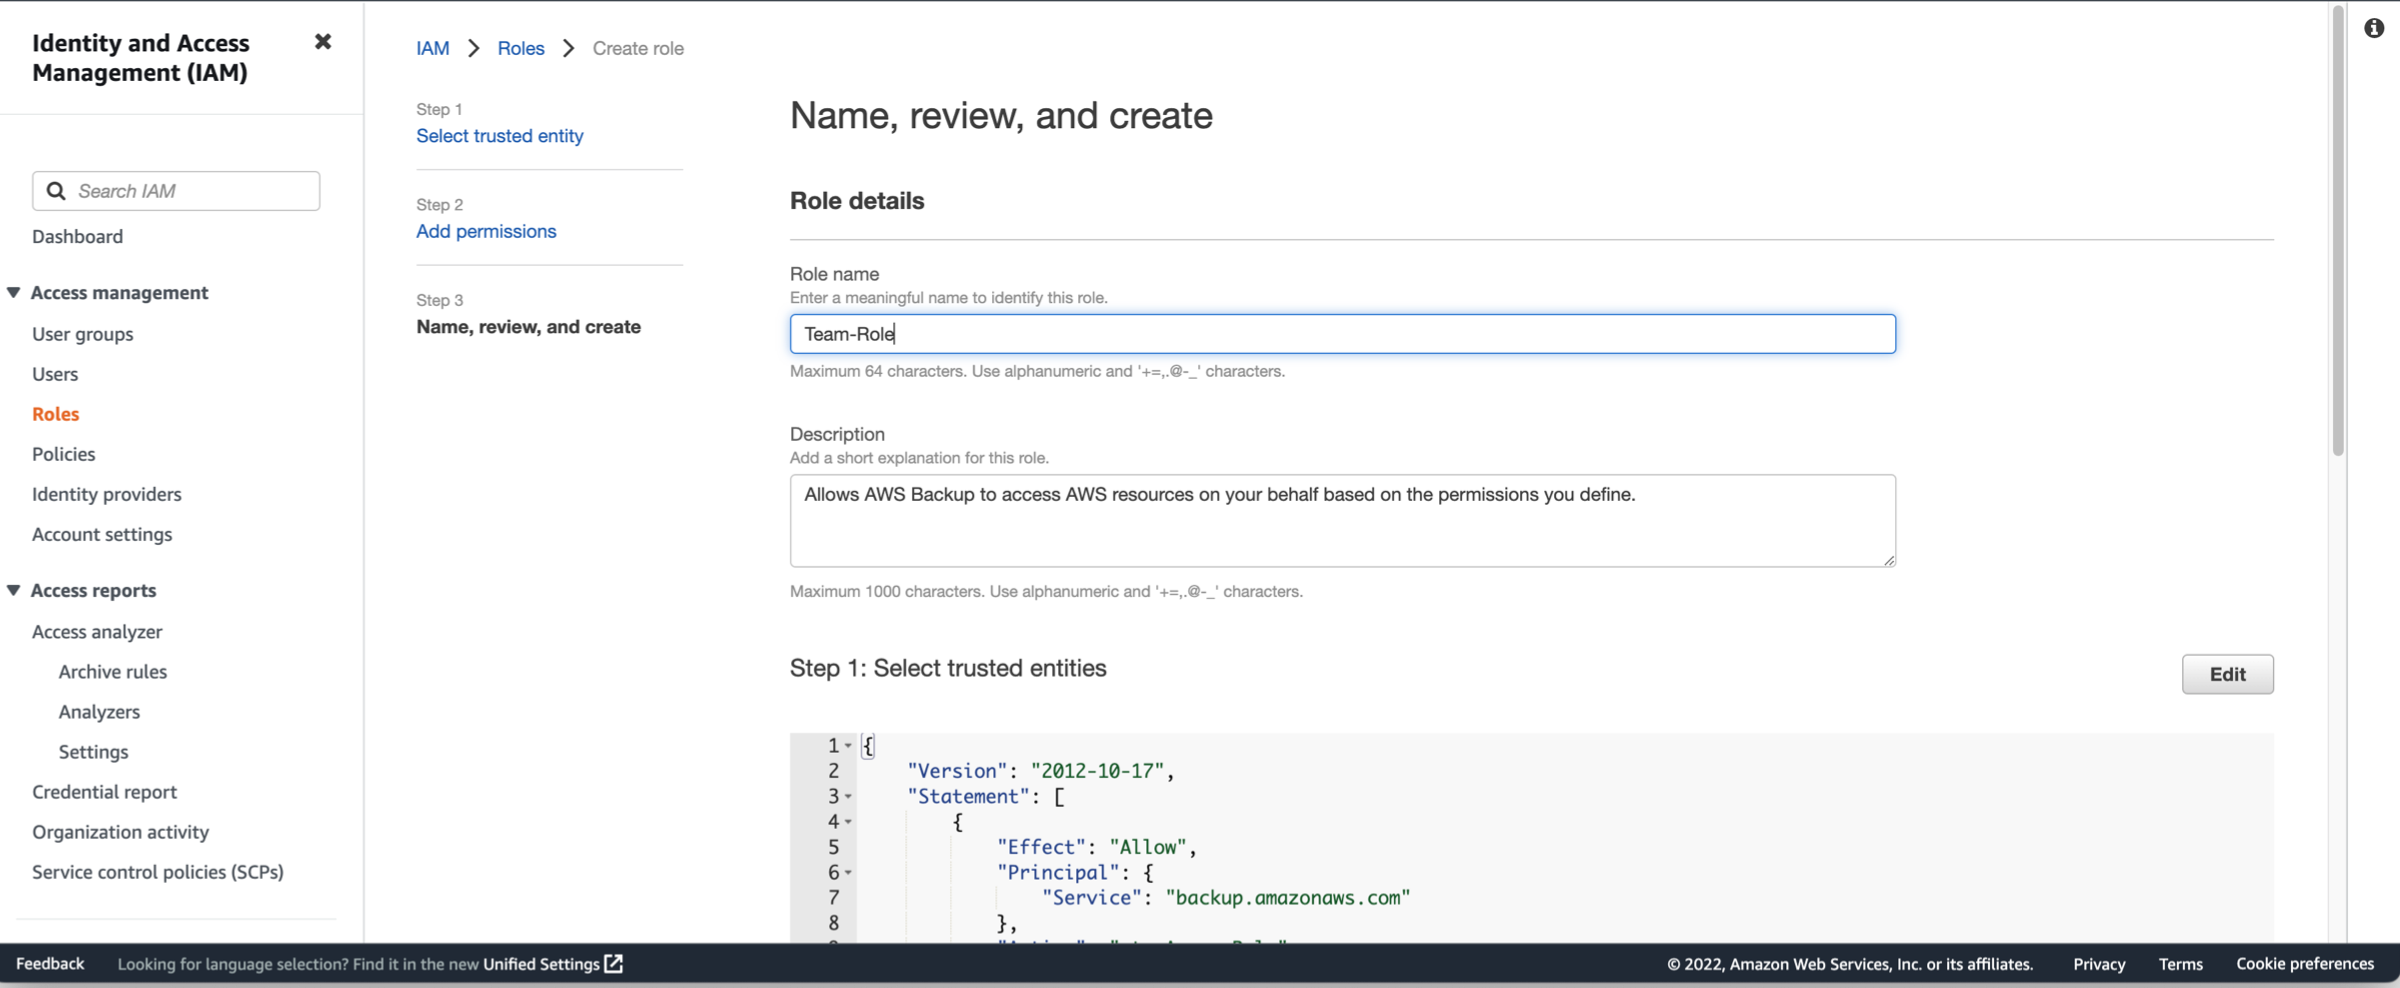 Identity and Access
Management (IAM)
Search IAM
Dashboard
Access management
User groups
Users
Roles
Policies
Identity providers
Account settings
Access reports
Access analyzer
Archive rules
Analyzers
Settings
Credential report
Organization activity
Service control policies (SCPs)
IAM > Roles > Create role
Step 1
Select trusted entity
Step 2
Add permissions
Step 3
Name, review, and create
Name, review, and create
Role details
Role name
Enter a meaningful name to identify this role.
Team-Role
Maximum 64 characters. Use alphanumeric and '+=,.@-_' characters.
Description
Add a short explanation for this role.
Allows AWS Backup to access AWS resources on your behalf based on the permissions you define.
Maximum 1000 characters. Use alphanumeric and '+=,.@-_' characters.
Step 1: Select trusted entities
Edit
1 {
2 "Version": "2012-10-17",
3 "Statement": [
4 {
5 "Effect": "Allow",
6 "Principal": {
7 "Service": "backup.amazonaws.com"
8 },
Feedback
Looking for language selection? Find it in the new Unified Settings
© 2022, Amazon Web Services, Inc. or its affiliates.
Privacy
Terms
Cookie preferences